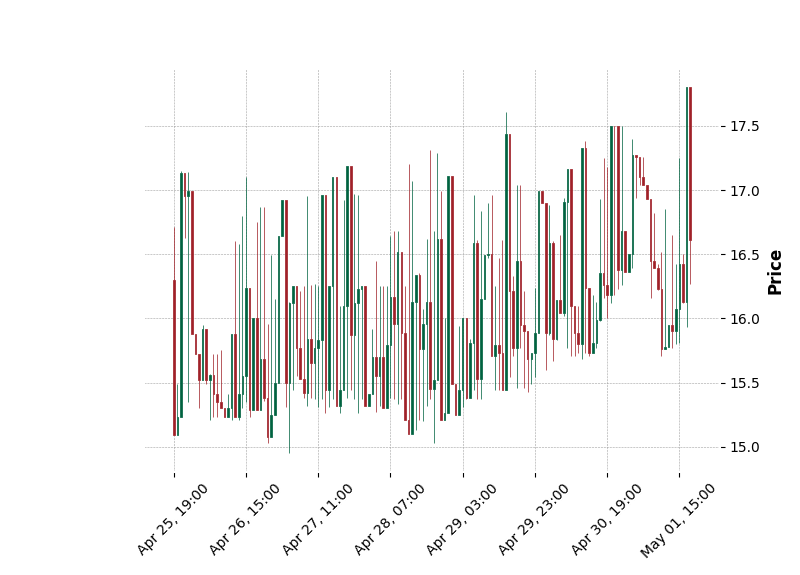 17.5
17.0
16.5
16.0
15.5
15.0
Price
Apr 25, 19:00
Apr 26, 15:00
Apr 27, 11:00
Apr 28, 07:00
Apr 29, 03:00
Apr 29, 23:00
Apr 30, 19:00
May 01, 15:00